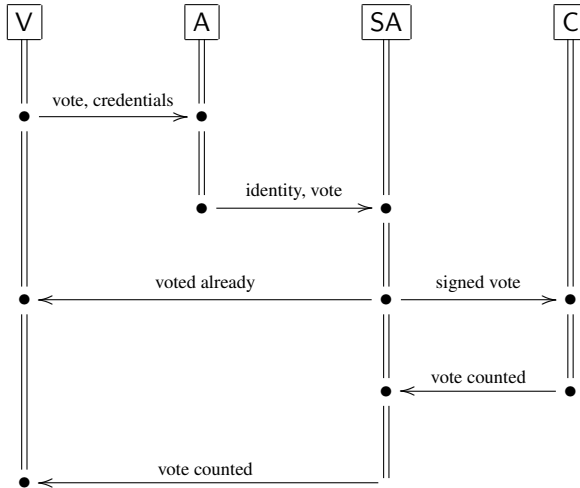 V A SA C
vote, credentials
identity, vote
voted already signed vote
vote counted
vote counted